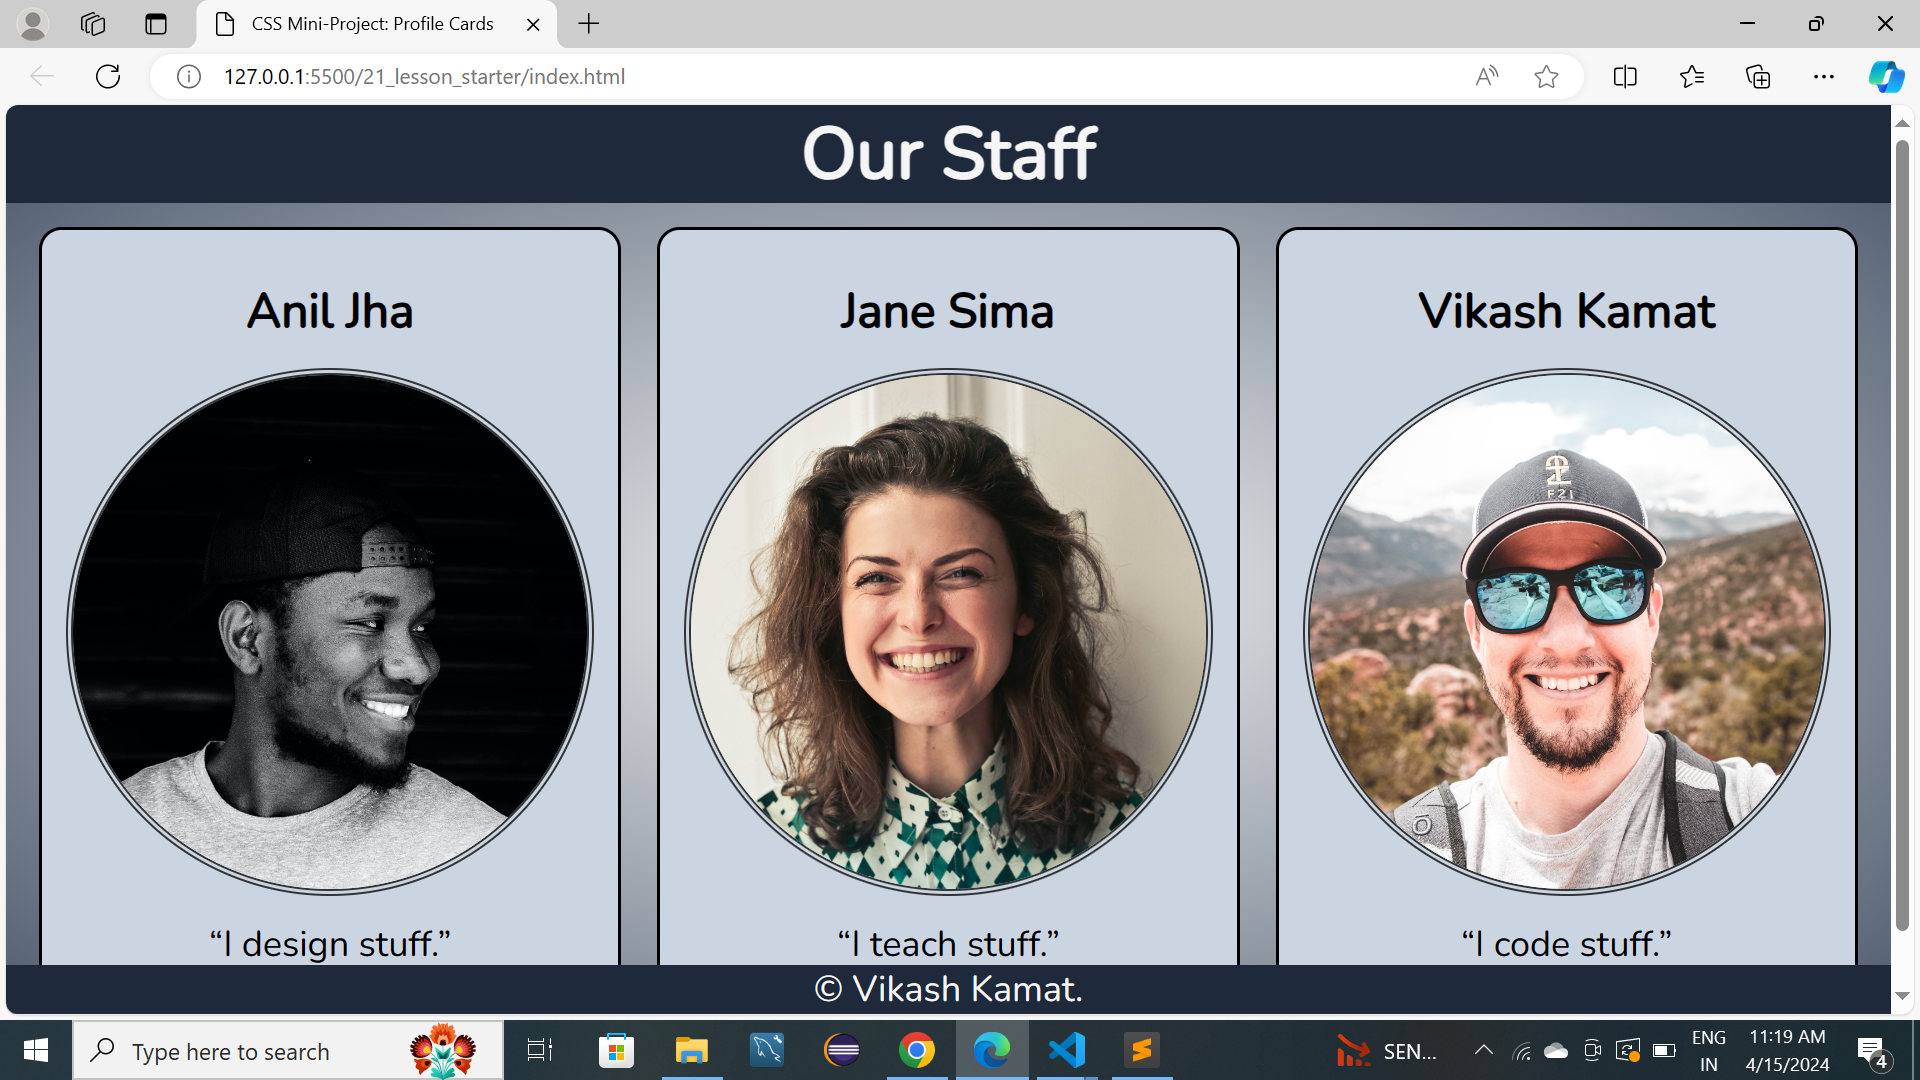 CSS Mini-Project: Profile Cards
127.0.0.1:5500/21_lesson_starter/index.html
Our Staff
Anil Jha
Jane Sima
Vikash Kamat
F21
“I design stuff.”
“I teach stuff.”
“I code stuff.”
© Vikash Kamat.
Type here to search
SEN...
ENG
IN
11:19 AM
4/15/2024
4